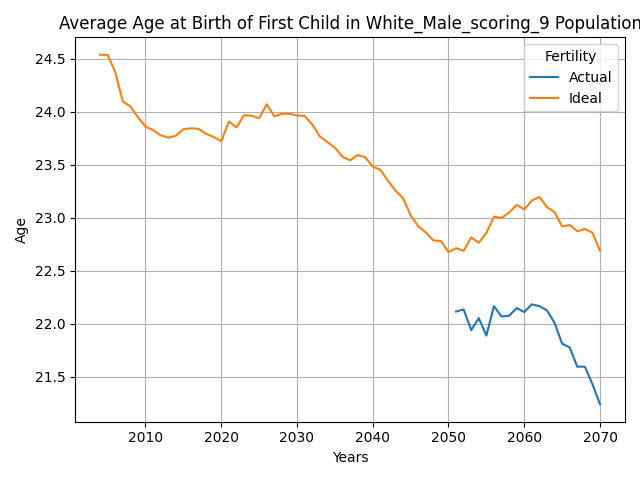 Average Age at Birth of First Child in White_Male_scoring_9 Population
Fertility
Actual
Ideal
24.5
24.0
23.5
23.0
22.5
22.0
21.5
Age
2010 2020 2030 2040 2050 2060 2070
Years